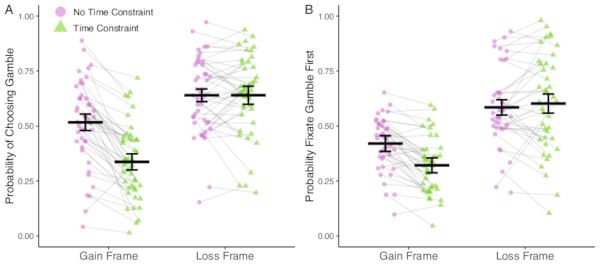 A
No Time Constraint
Time Constraint
Probability of Choosing Gamble
1.00
0.75
0.50
0.25
0.00
Gain Frame
Loss Frame
B
Probability Fixate Gamble First
1.00
0.75
0.50
0.25
0.00
Gain Frame
Loss Frame